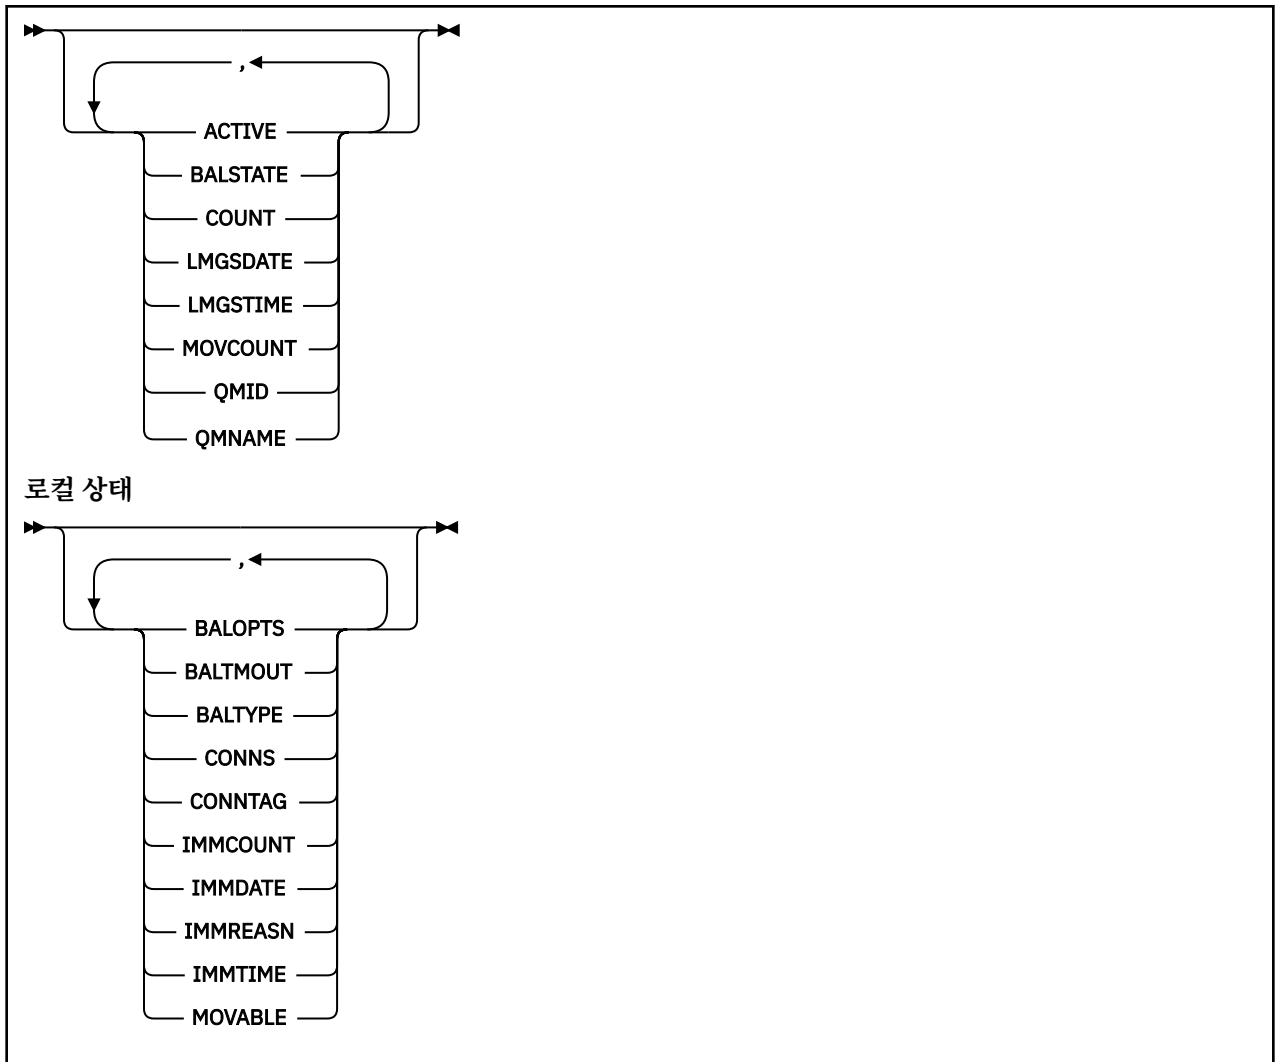 ,
ACTIVE
BALSTATE
COUNT
LMGSDATE
LMGSTIME
MOVCOUNT
QMID
QMNAME
로컬 상태
,
BALOPTS
BALTMOUT
BALTYPE
CONNS
CONNTAG
IMMCOUNT
IMMDATE
IMMREASN
IMMTIME
MOVABLE